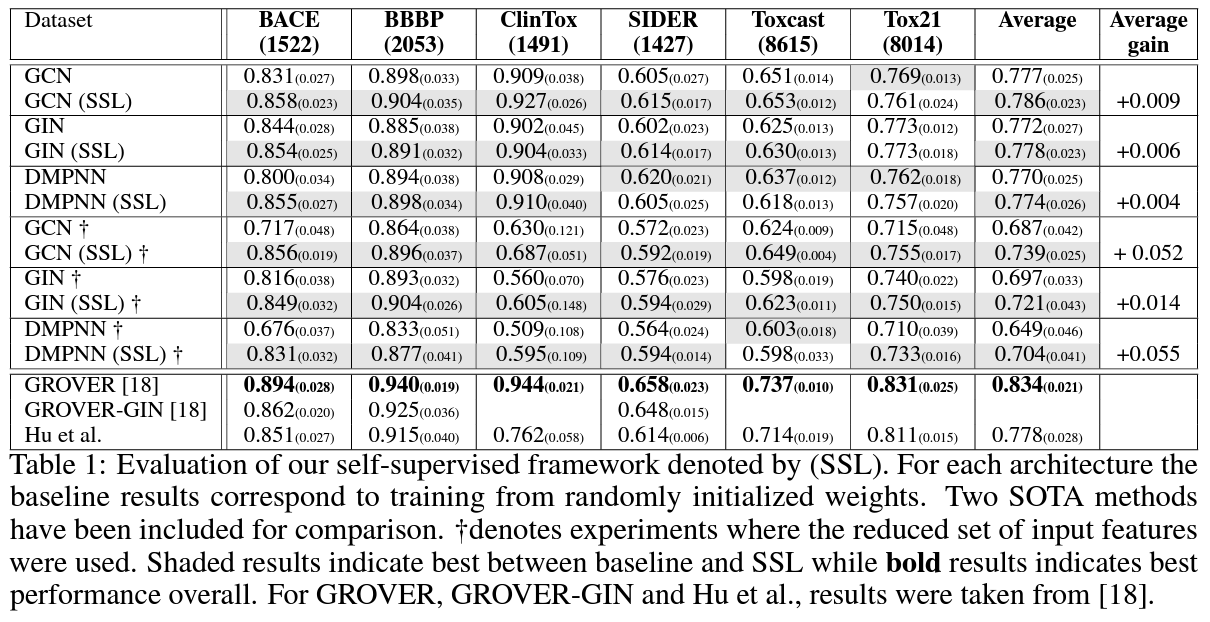 Dataset BACE BBBP ClinTox SIDER Toxcast Tox21 Average Average
(1522) (2053) (1491) (1427) (8615) (8014) gain
GCN 0.831(0.027) 0.898(0.033) 0.909(0.038) 0.605(0.027) 0.651(0.014) 0.769(0.013) 0.777(0.025)
GCN (SSL) 0.858(0.023) 0.904(0.035) 0.927(0.026) 0.615(0.017) 0.653(0.012) 0.761(0.024) 0.786(0.023) +0.009
GIN 0.844(0.028) 0.885(0.038) 0.902(0.045) 0.602(0.023) 0.625(0.013) 0.773(0.012) 0.772(0.027)
GIN (SSL) 0.854(0.025) 0.891(0.032) 0.904(0.033) 0.614(0.017) 0.630(0.013) 0.773(0.018) 0.778(0.023) +0.006
DMPNN 0.800(0.034) 0.894(0.038) 0.908(0.029) 0.620(0.021) 0.637(0.012) 0.762(0.018) 0.770(0.025)
DMPNN (SSL) 0.855(0.027) 0.898(0.034) 0.910(0.040) 0.605(0.025) 0.618(0.013) 0.757(0.020) 0.774(0.026) +0.004
GCN † 0.717(0.048) 0.864(0.038) 0.630(0.121) 0.572(0.023) 0.624(0.009) 0.715(0.048) 0.687(0.042)
GCN (SSL) † 0.856(0.019) 0.896(0.037) 0.687(0.051) 0.592(0.019) 0.649(0.004) 0.755(0.017) 0.739(0.025) + 0.052
GIN † 0.816(0.038) 0.893(0.032) 0.560(0.070) 0.576(0.023) 0.598(0.019) 0.740(0.022) 0.697(0.033)
GIN (SSL) † 0.849(0.032) 0.904(0.026) 0.605(0.148) 0.594(0.029) 0.623(0.011) 0.750(0.015) 0.721(0.043) +0.014
DMPNN † 0.676(0.037) 0.833(0.051) 0.509(0.108) 0.564(0.024) 0.603(0.018) 0.710(0.039) 0.649(0.046)
DMPNN (SSL) † 0.831(0.032) 0.877(0.041) 0.595(0.109) 0.594(0.014) 0.598(0.033) 0.733(0.016) 0.704(0.041) +0.055
GROVER [18] 0.894(0.028) 0.940(0.019) 0.944(0.021) 0.658(0.023) 0.737(0.010) 0.831(0.025) 0.834(0.021)
GROVER-GIN [18] 0.862(0.020) 0.925(0.036) 0.648(0.015)
Hu et al. 0.851(0.027) 0.915(0.040) 0.762(0.058) 0.614(0.006) 0.714(0.019) 0.811(0.015) 0.778(0.028)
Table 1: Evaluation of our self-supervised framework denoted by (SSL). For each architecture the
baseline results correspond to training from randomly initialized weights. Two SOTA methods
have been included for comparison. †denotes experiments where the reduced set of input features
were used. Shaded results indicate best between baseline and SSL while bold results indicates best
performance overall. For GROVER, GROVER-GIN and Hu et al., results were taken from [18].